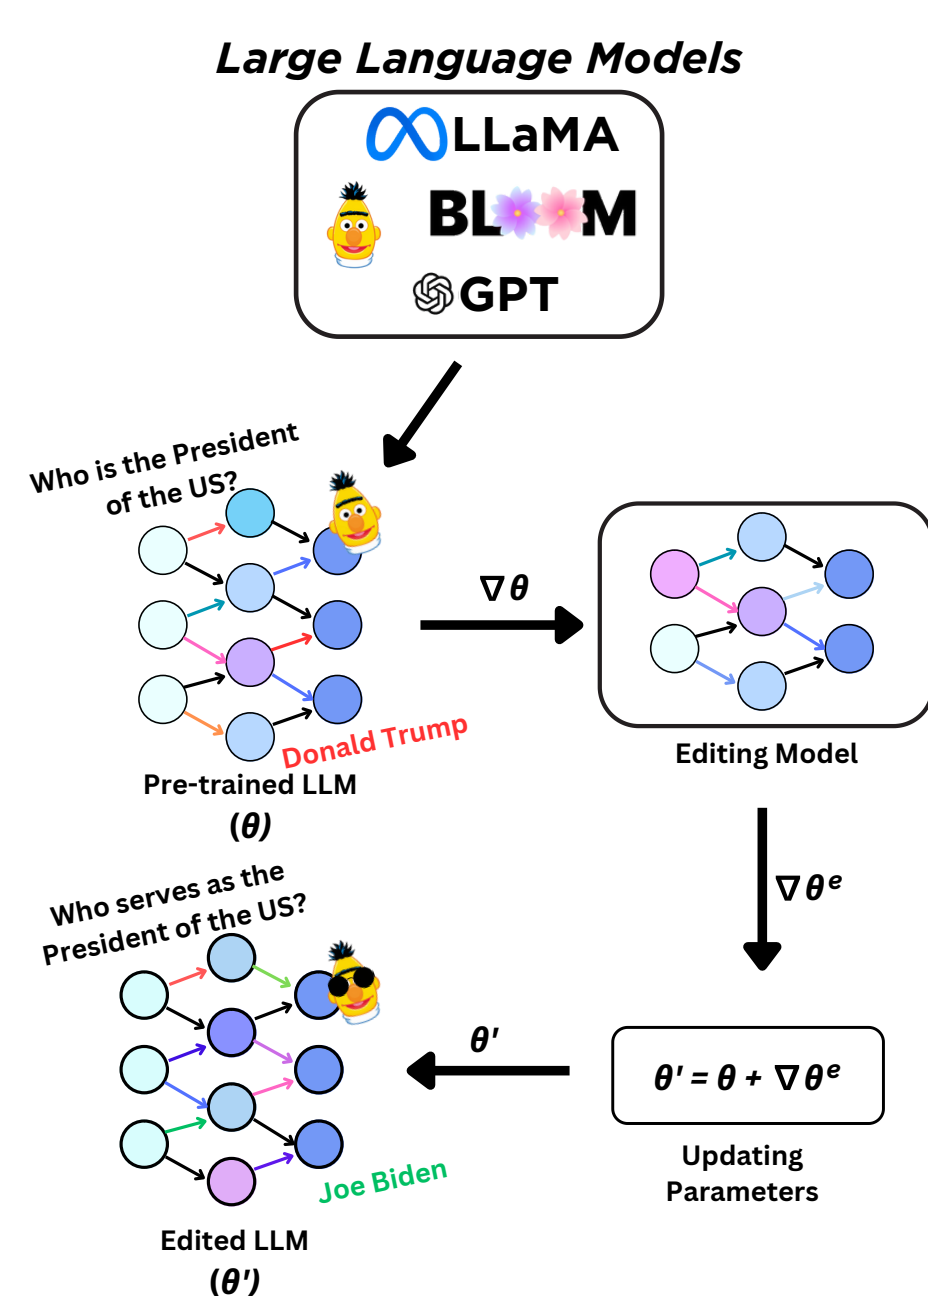 Large Language Models
LLaMA
BLOOM
GPT
Who is the President
of the US?
∇θ
Donald Trump
Pre-trained LLM
(θ)
Editing Model
∇θᵉ
Who serves as the
President of the US?
θ'
θ' = θ + ∇θᵉ
Updating
Parameters
Joe Biden
Edited LLM
(θ')